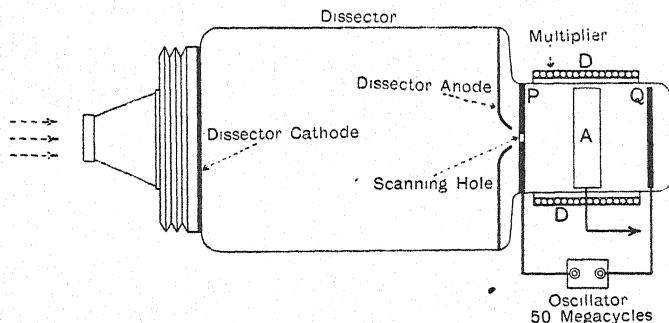 Dissector
Multiplier
D
Dissector Anode
P
Q
Dissector Cathode
A
Scanning Hole
D
Oscillator
50 Megacycles